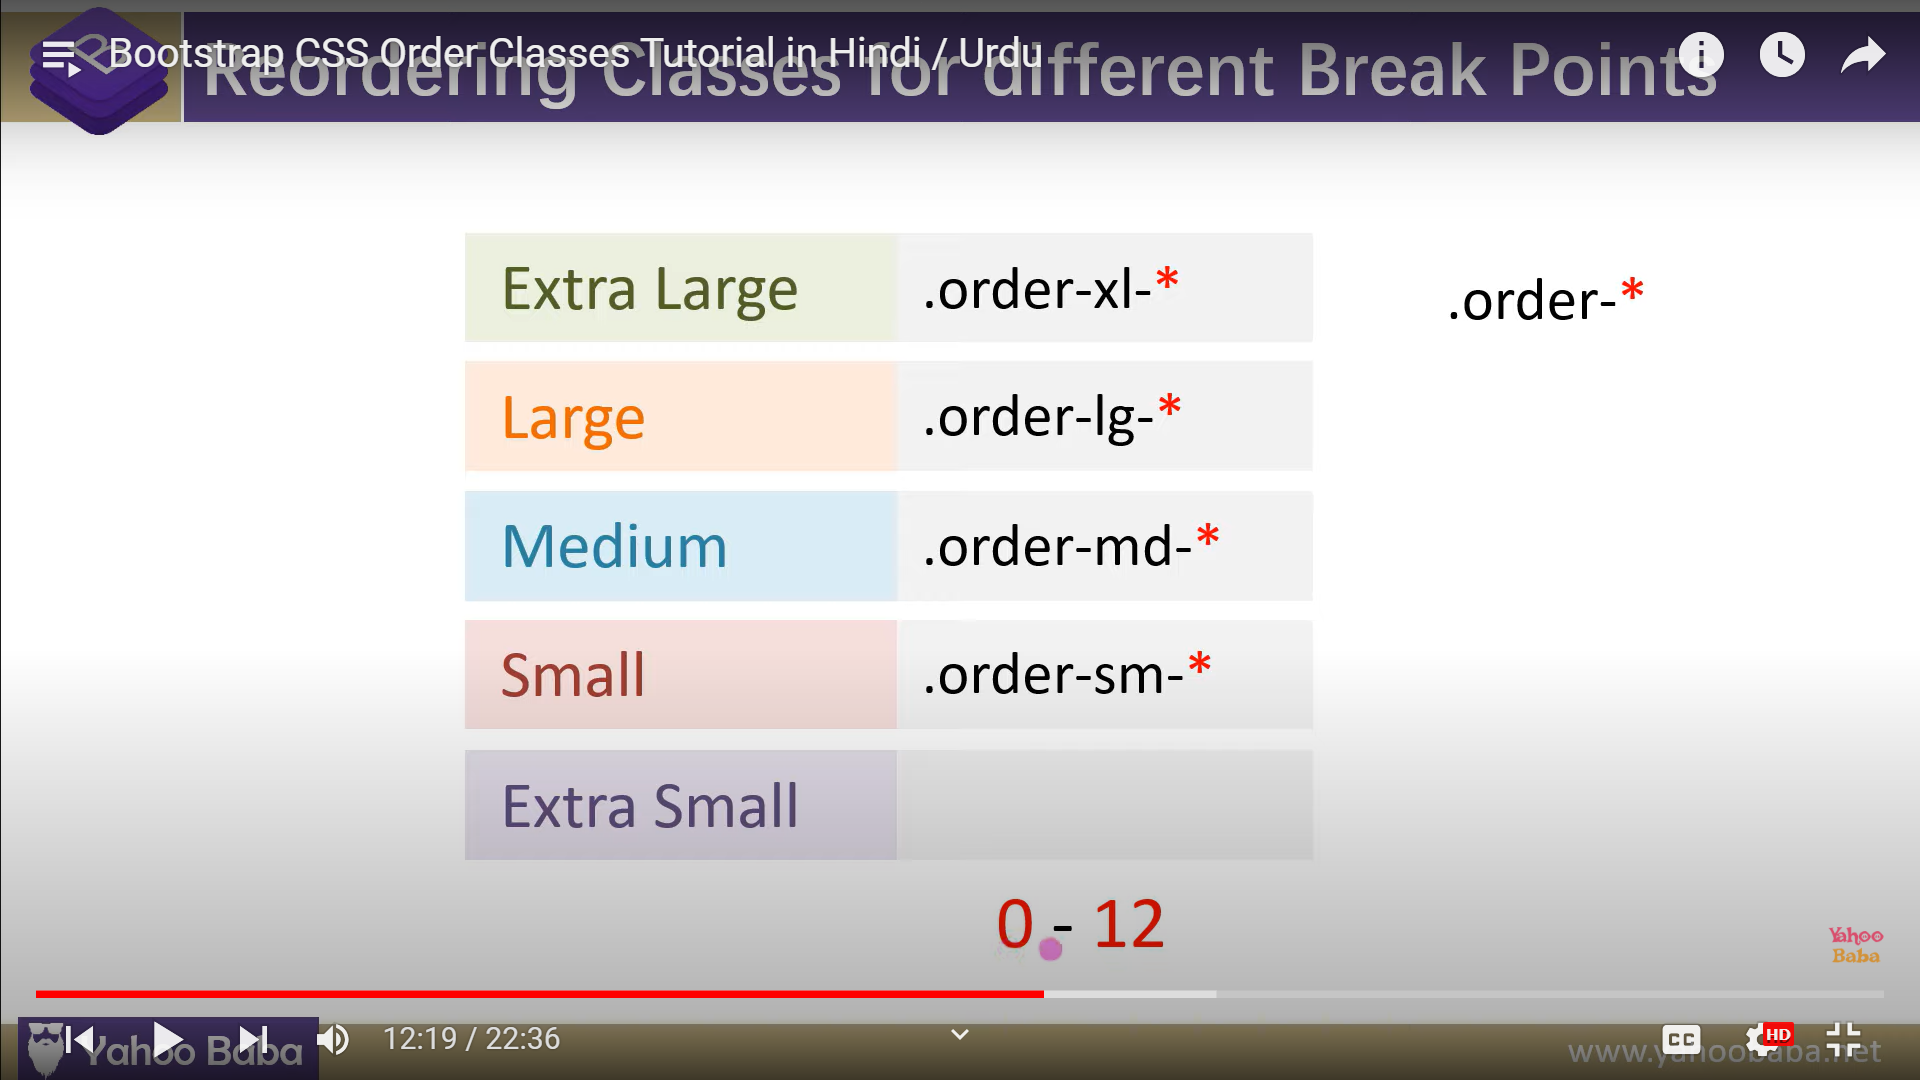 Bootstrap CSS Order Classes Tutorial in Hindi / Urdu
Reordering Classes for different Break Points
Extra Large .order-xl-* .order-*
Large .order-lg-*
Medium .order-md-*
Small .order-sm-*
Extra Small
0 - 12
Yahoo
Baba
12:19 / 22:36
CC
HD
Yahoo Baba
www.yahoobaba.net